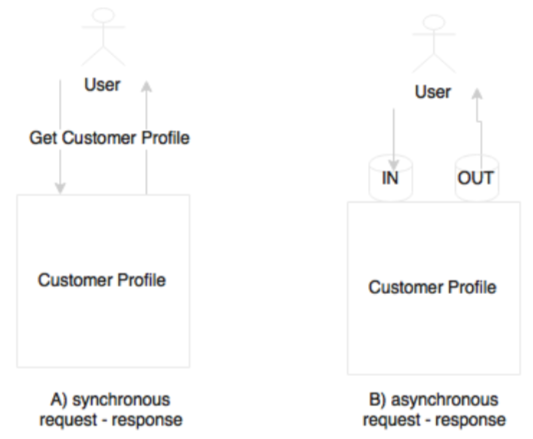 User
Get Customer Profile
Customer Profile
A) synchronous
request - response
User
IN
OUT
Customer Profile
B) asynchronous
request - response